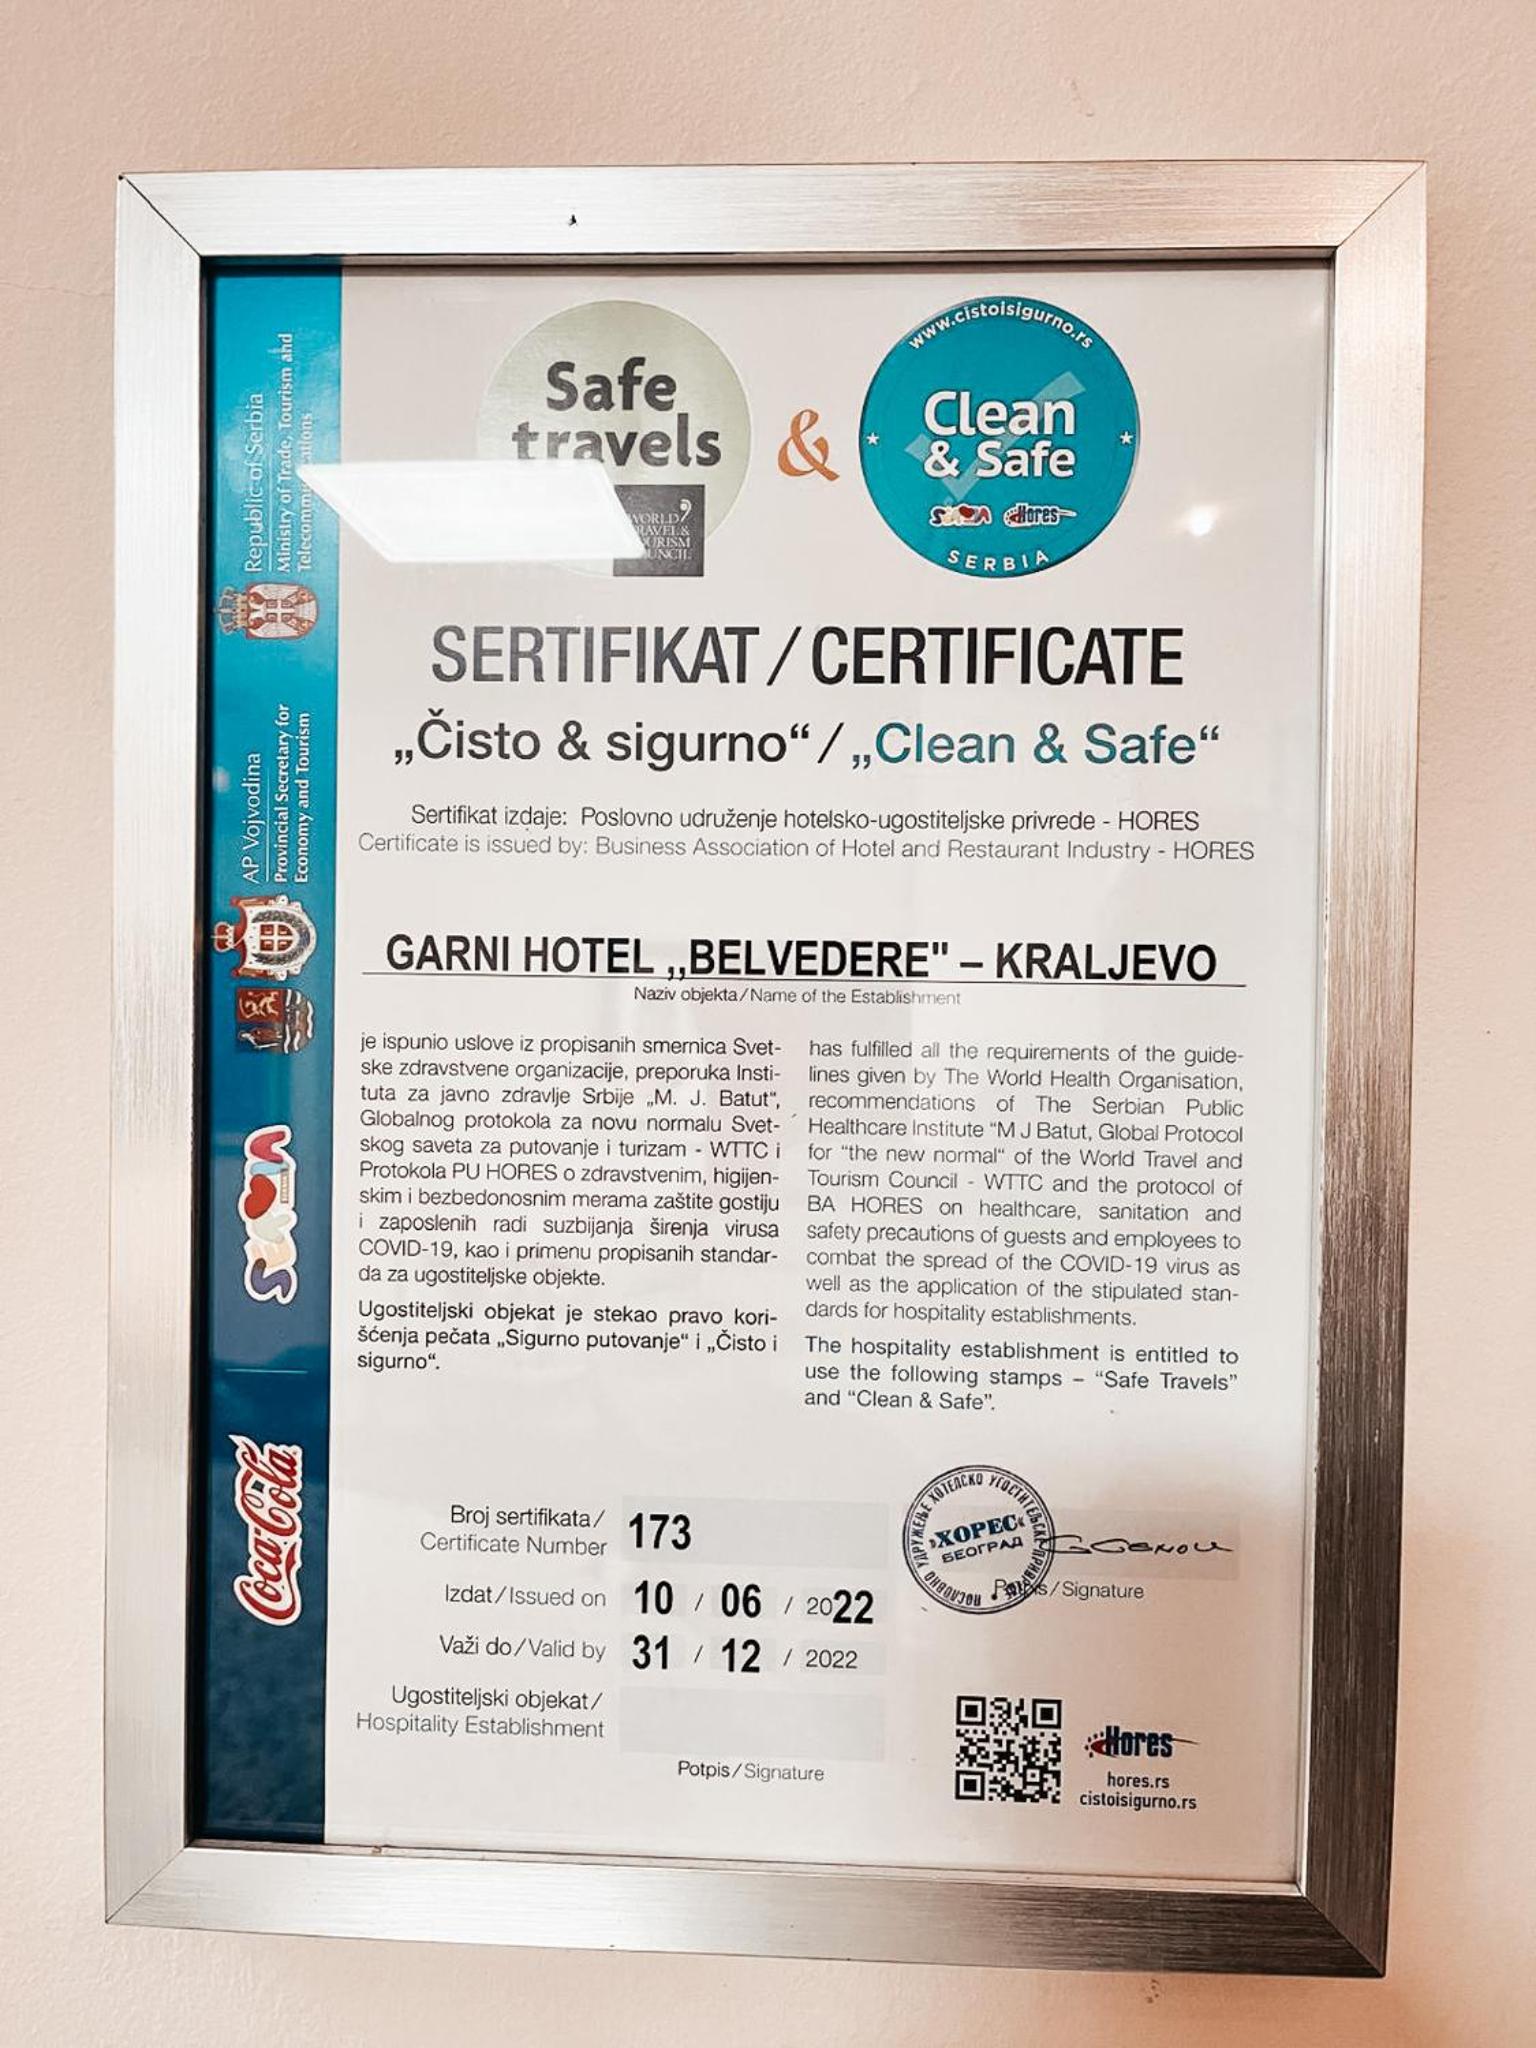 Republic of Serbia
Ministry of Trade, Tourism and
Telecommunications
AP Vojvodina
Provincial Secretary for
Economy and Tourism
Coca-Cola
Safe
travels
WORLD
TRAVEL &
TOURISM
COUNCIL
&
www.cistoisigurno.rs
Clean
& Safe
Hores
SERBIA
SERTIFIKAT / CERTIFICATE
„Čisto & sigurno“ / „Clean & Safe“
Sertifikat izdaje: Poslovno udruženje hotelsko-ugostiteljske privrede - HORES
Certificate is issued by: Business Association of Hotel and Restaurant Industry - HORES
GARNI HOTEL ,,BELVEDERE" – KRALJEVO
Naziv objekta/Name of the Establishment
je ispunio uslove iz propisanih smernica Svet-
ske zdravstvene organizacije, preporuka Insti-
tuta za javno zdravlje Srbije „M. J. Batut“,
Globalnog protokola za novu normalu Svet-
skog saveta za putovanje i turizam - WTTC i
Protokola PU HORES o zdravstvenim, higijen-
skim i bezbedonosnim merama zaštite gostiju
i zaposlenih radi suzbijanja širenja virusa
COVID-19, kao i primenu propisanih standar-
da za ugostiteljske objekte.
Ugostiteljski objekat je stekao pravo kori-
šćenja pečata „Sigurno putovanje“ i „Čisto i
sigurno“.
has fulfilled all the requirements of the guide-
lines given by The World Health Organisation,
recommendations of The Serbian Public
Healthcare Institute “M J Batut, Global Protocol
for “the new normal“ of the World Travel and
Tourism Council - WTTC and the protocol of
BA HORES on healthcare, sanitation and
safety precautions of guests and employees to
combat the spread of the COVID-19 virus as
well as the application of the stipulated stan-
dards for hospitality establishments.
The hospitality establishment is entitled to
use the following stamps – “Safe Travels”
and “Clean & Safe”.
Broj sertifikata/
Certificate Number 173
Izdat/Issued on 10 / 06 / 2022
Važi do/Valid by 31 / 12 / 2022
Ugostiteljski objekat/
Hospitality Establishment
Potpis/Signature
ПОСЛОВНО УДРУЖЕЊЕ ХОТЕЛСКО УГОСТИТЕЉСКЕ ПРИВРЕДЕ
„ХОРЕС“
БЕОГРАД
Potpis/Signature
Hores
hores.rs
cistoisigurno.rs